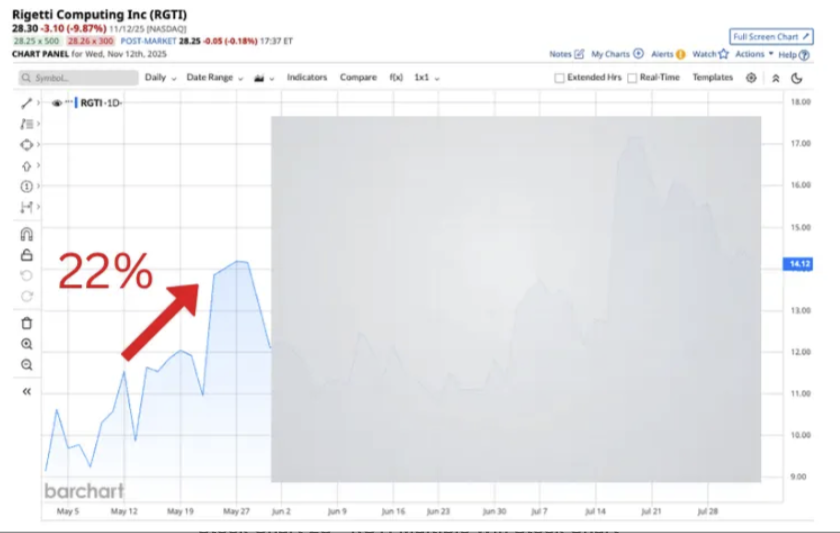 Rigetti Computing Inc (RGTI)
28.30 -3.10 (-9.87%) 11/12/25 [NASDAQ]
28.25 x 500 28.26 x 300 POST-MARKET 28.25 -0.05 (-0.18%) 17:37 ET
Full Screen Chart
CHART PANEL for Wed, Nov 12th, 2025
Notes My Charts Alerts Watch Actions Help
Symbol... Daily Date Range Indicators Compare f(x) 1x1 Extended Hrs Real-Time Templates
RGTI·1D·
18.00
17.00
16.00
15.00
14.12
13.00
12.00
11.00
10.00
9.00
22%
barchart
May 5 May 12 May 19 May 27 Jun 2 Jun 9 Jun 16 Jun 23 Jun 30 Jul 7 Jul 14 Jul 21 Jul 28